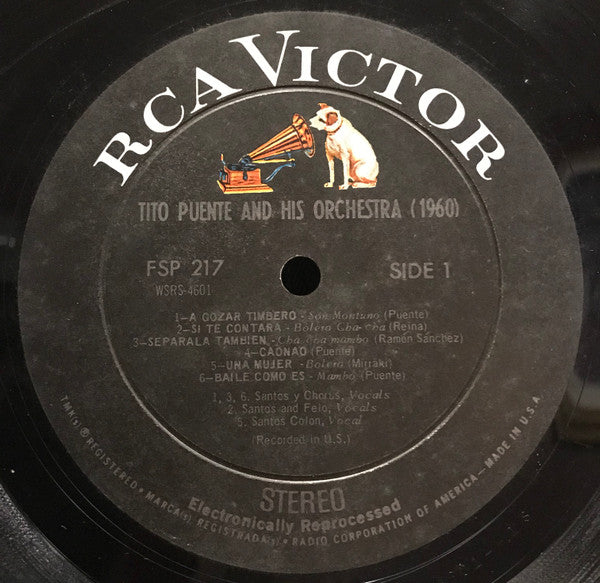 RCA VICTOR
TITO PUENTE AND HIS ORCHESTRA (1960)
FSP 217
SIDE 1
WSRS-4601
1-A GOZAR TIMBERO - Son Montuno (Puente)
2-SI TE CONTARA - Bolero Cha-cha (Reina)
3-SEPARALA TAMBIEN - Cha Cha-mambo (Ramón Sánchez)
4-CAONAO (Puente)
5-UNA MUJER - Bolero (Misraki)
6-BAILE COMO ES - Mambo (Puente)
1, 3, 6. Santos y Chorus, Vocals
2. Santos and Felo, Vocals
5. Santos Colon, Vocal
(Recorded in U.S.)
STEREO
Electronically Reprocessed
TMK(s) ® REGISTERED • MARCA(s) REGISTRADA(s) • RADIO CORPORATION OF AMERICA—MADE IN U.S.A